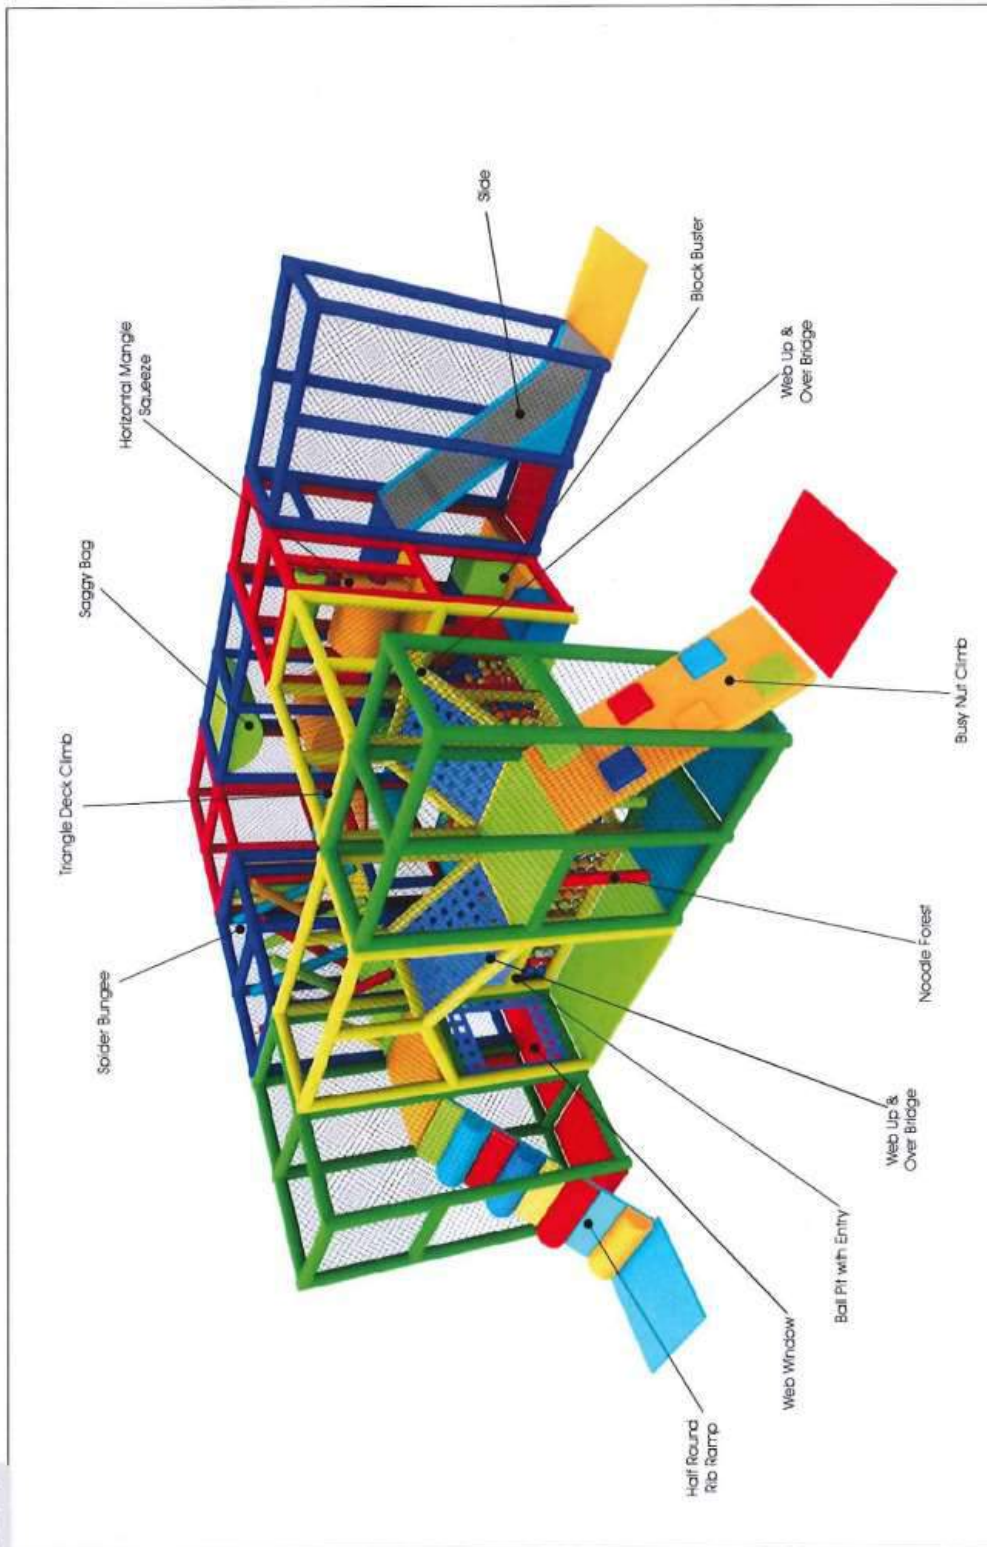 Spider Bungee
Triangle Deck Climb
Saggy Bag
Horizontal Mangle
Squeeze
Slide
Block Buster
Web Up &
Over Bridge
Half Round
Rib Ramp
Web Window
Ball Pit with Entry
Web Up &
Over Bridge
Noodle Forest
Busy Nut Climb